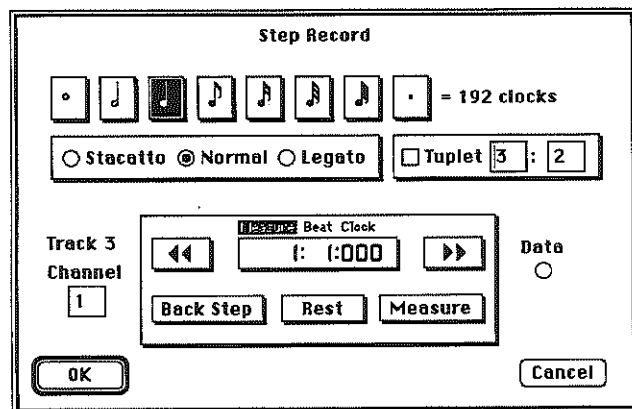 Step Record
= 192 clocks
Stacatto Normal Legato
Tuplet 3 : 2
Measure Beat Clock
Track 3
1: 1:000
Data
Channel
1
Back Step Rest Measure
OK
Cancel